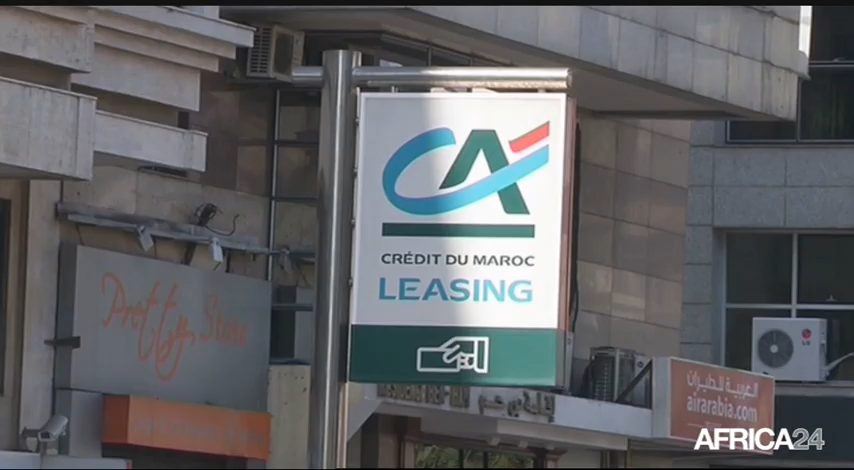 CA
CRÉDIT DU MAROC
LEASING
Pretty Store
العربية للطيران
airarabia.com
LG
AFRICA24